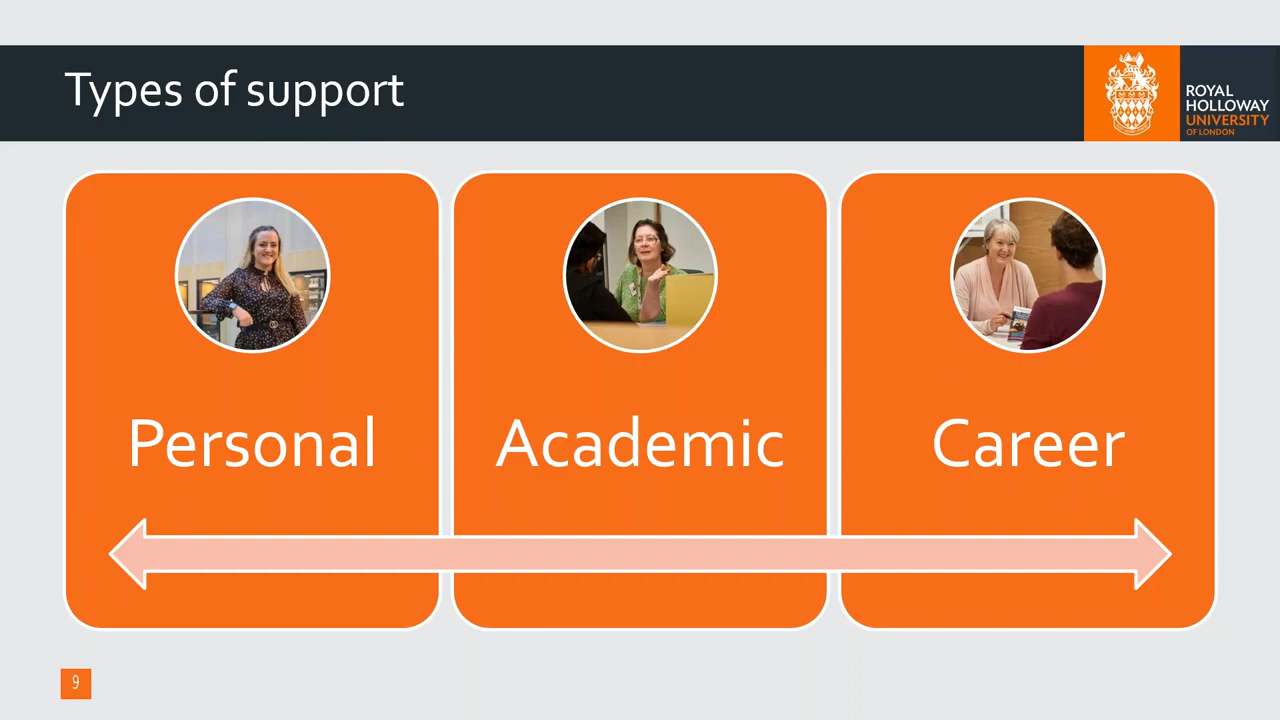 Types of support
ROYAL
HOLLOWAY
UNIVERSITY
OF LONDON
Personal
Academic
Career
9